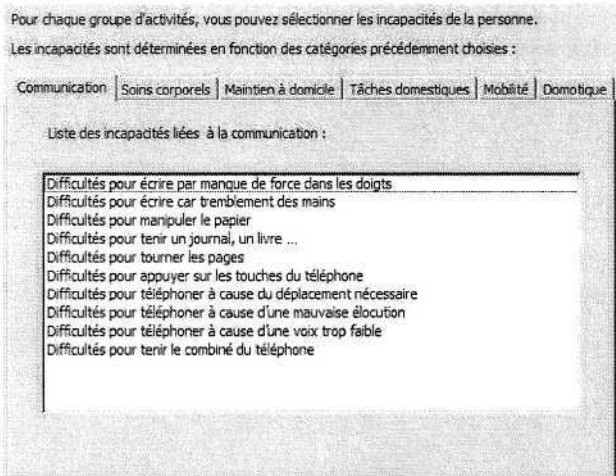 Pour chaque groupe d'activités, vous pouvez sélectionner les incapacités de la personne.
Les incapacités sont déterminées en fonction des catégories précédemment choisies :
Communication Soins corporels Maintien à domicile Tâches domestiques Mobilité Domotique
Liste des incapacités liées à la communication :
Difficultés pour écrire par manque de force dans les doigts
Difficultés pour écrire car tremblement des mains
Difficultés pour manipuler le papier
Difficultés pour tenir un journal, un livre ...
Difficultés pour tourner les pages
Difficultés pour appuyer sur les touches du téléphone
Difficultés pour téléphoner à cause du déplacement nécessaire
Difficultés pour téléphoner à cause d'une mauvaise élocution
Difficultés pour téléphoner à cause d'une voix trop faible
Difficultés pour tenir le combiné du téléphone